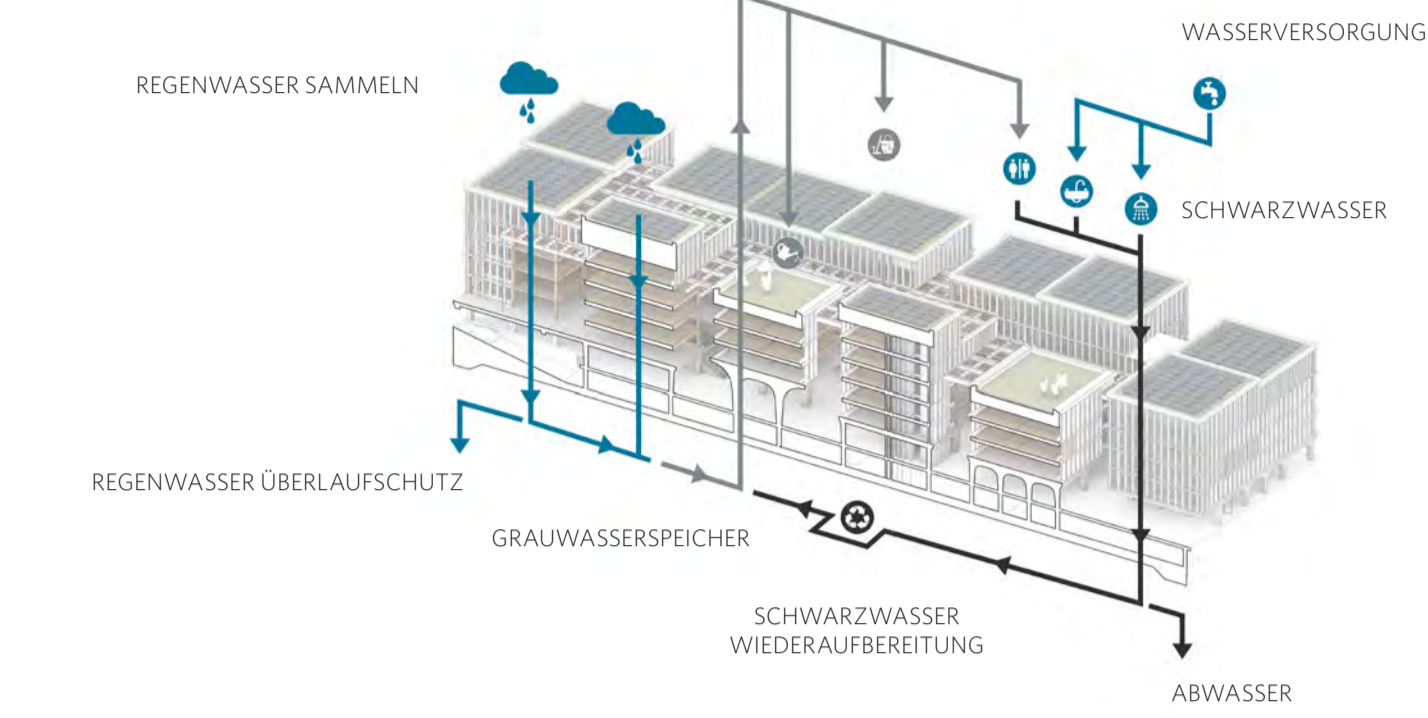 WASSERVERSORGUNG
REGENWASSER SAMMELN
SCHWARZWASSER
REGENWASSER ÜBERLAUFSCHUTZ
GRAUWASSERSPEICHER
SCHWARZWASSER
WIEDERAUFBEREITUNG
ABWASSER